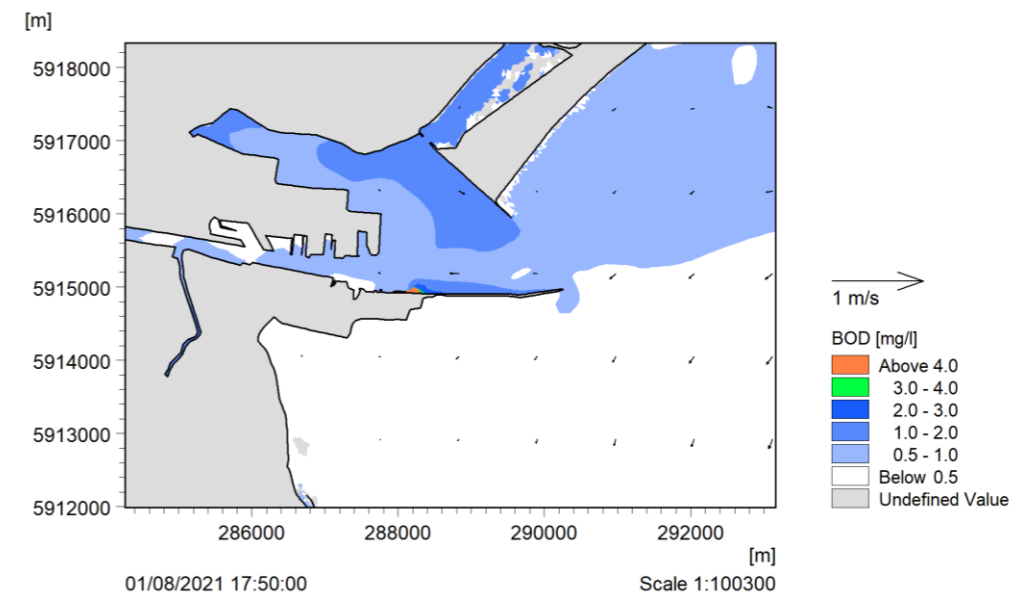 [m]
5918000
5917000
5916000
5915000
5914000
5913000
5912000
286000 288000 290000 292000
[m]
01/08/2021 17:50:00 Scale 1:100300
1 m/s
BOD [mg/l]
Above 4.0
3.0 - 4.0
2.0 - 3.0
1.0 - 2.0
0.5 - 1.0
Below 0.5
Undefined Value